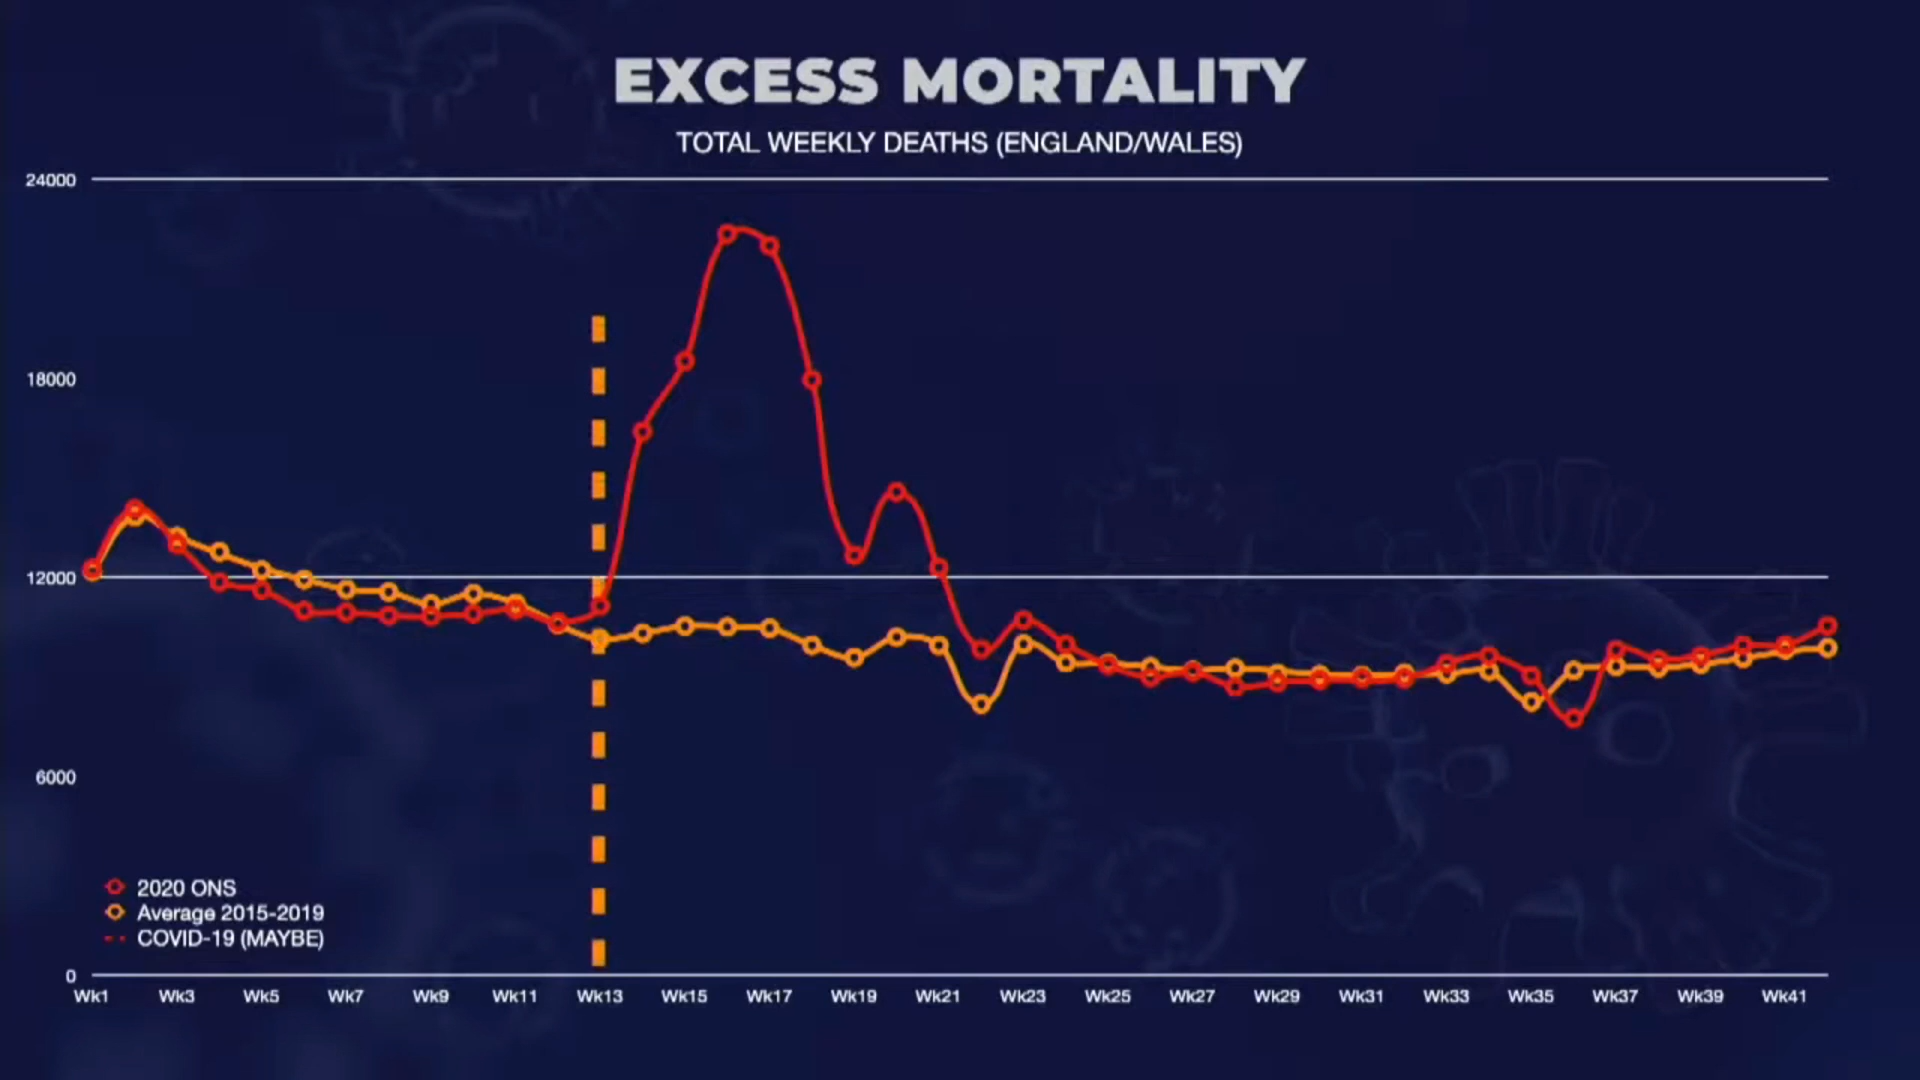 EXCESS MORTALITY
TOTAL WEEKLY DEATHS (ENGLAND/WALES)
24000
18000
12000
6000
2020 ONS
Average 2015-2019
COVID-19 (MAYBE)
0
Wk1 Wk3 Wk5 Wk7 Wk9 Wk11 Wk13 Wk15 Wk17 Wk19 Wk21 Wk23 Wk25 Wk27 Wk29 Wk31 Wk33 Wk35 Wk37 Wk39 Wk41